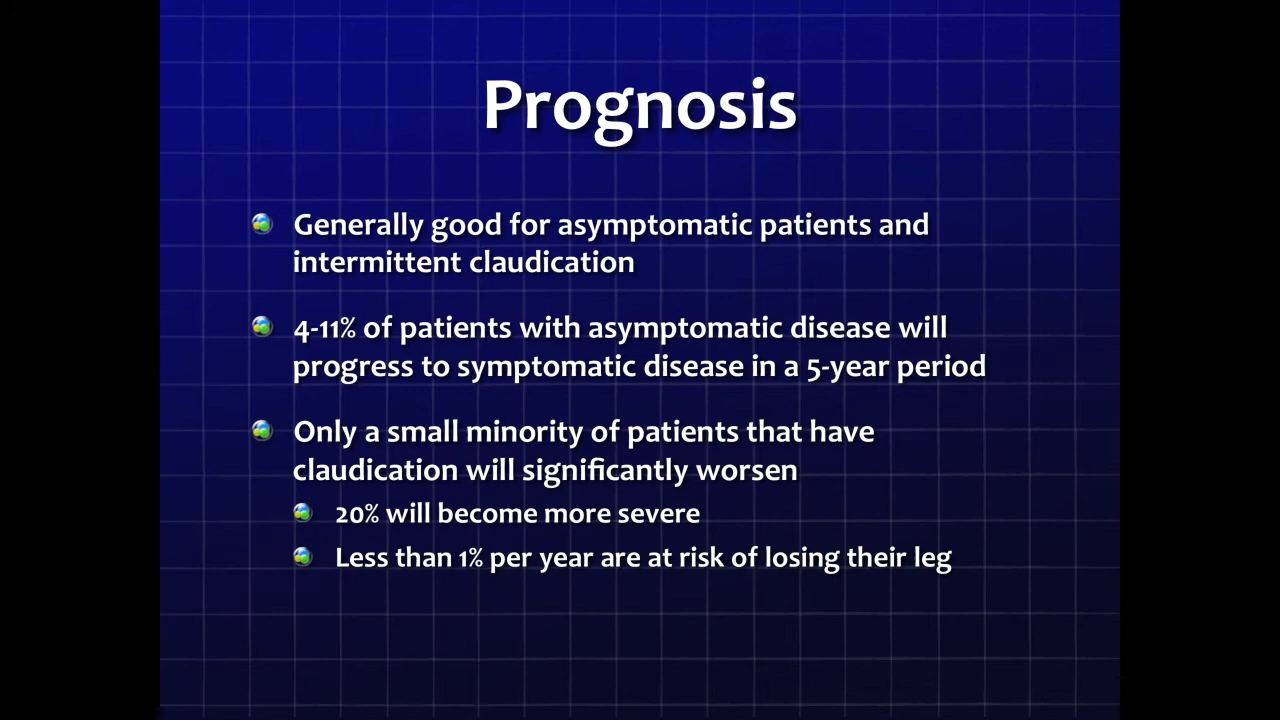 Prognosis
Generally good for asymptomatic patients and
intermittent claudication
4-11% of patients with asymptomatic disease will
progress to symptomatic disease in a 5-year period
Only a small minority of patients that have
claudication will significantly worsen
20% will become more severe
Less than 1% per year are at risk of losing their leg